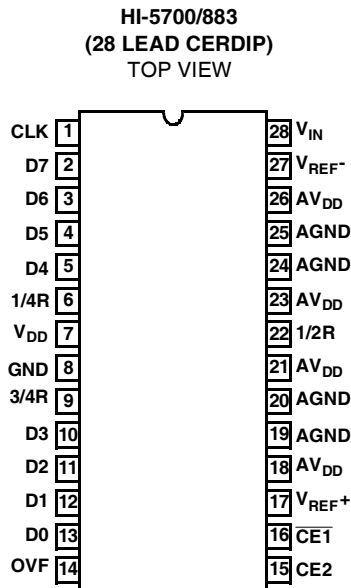 HI-5700/883
(28 LEAD CERDIP)
TOP VIEW
CLK 1 28 VIN
D7 2 27 VREF-
D6 3 26 AVDD
D5 4 25 AGND
D4 5 24 AGND
1/4R 6 23 AVDD
VDD 7 22 1/2R
GND 8 21 AVDD
3/4R 9 20 AGND
D3 10 19 AGND
D2 11 18 AVDD
D1 12 17 VREF+
D0 13 16 C̅E̅1̅
OVF 14 15 CE2